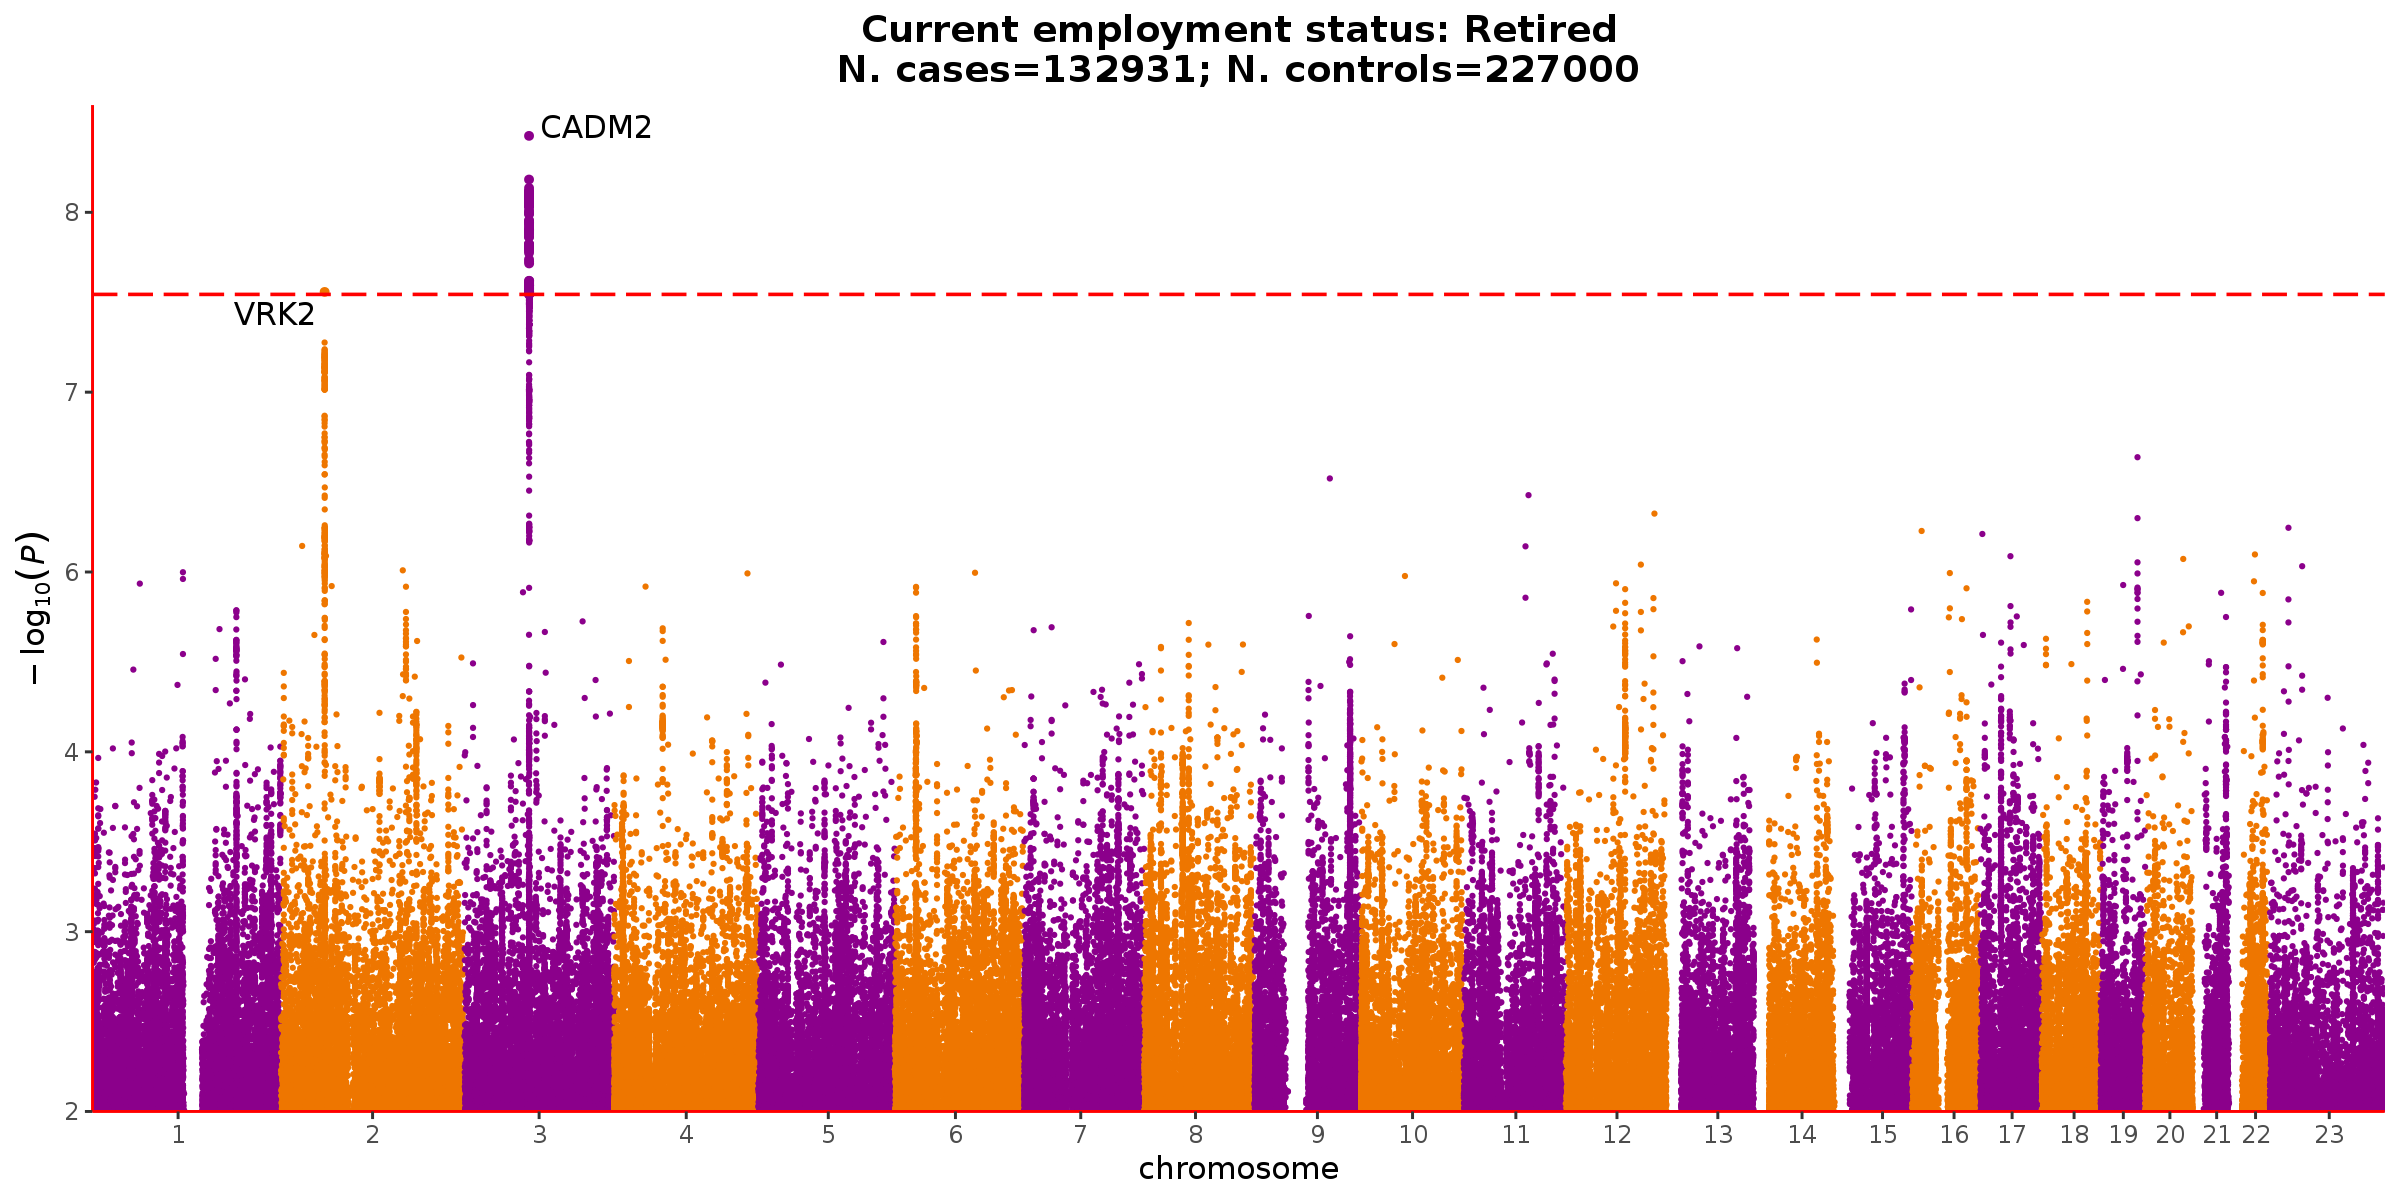 Current employment status: Retired
N. cases=132931; N. controls=227000
CADM2
VRK2
8
7
6
4
3
2
−log₁₀(P)
1 2 3 4 5 6 7 8 9 10 11 12 13 14 15 16 17 18 19 20 21 22 23
chromosome